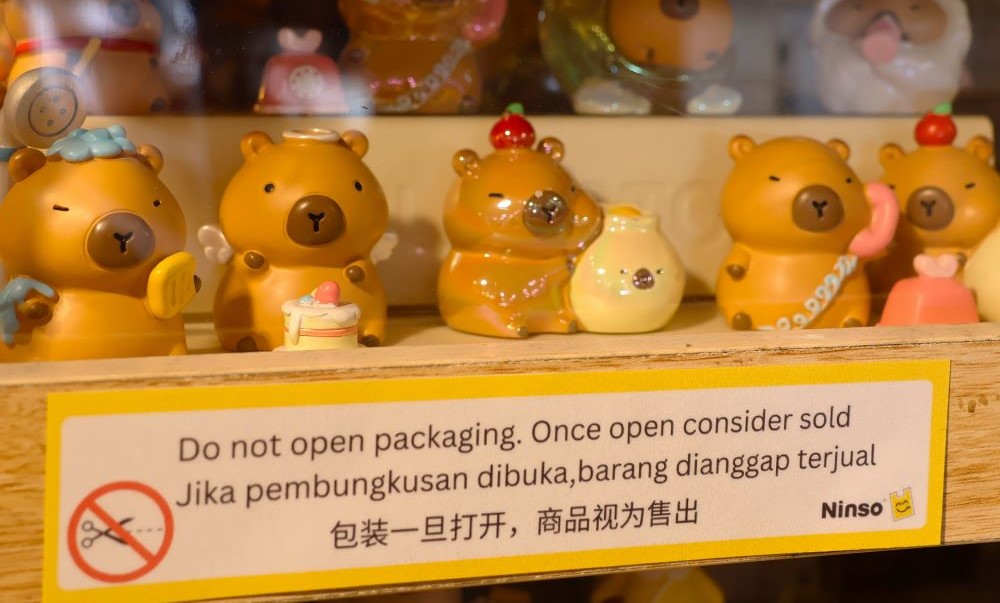 Do not open packaging. Once open consider sold
Jika pembungkusan dibuka,barang dianggap terjual
包装一旦打开，商品视为售出
Ninso